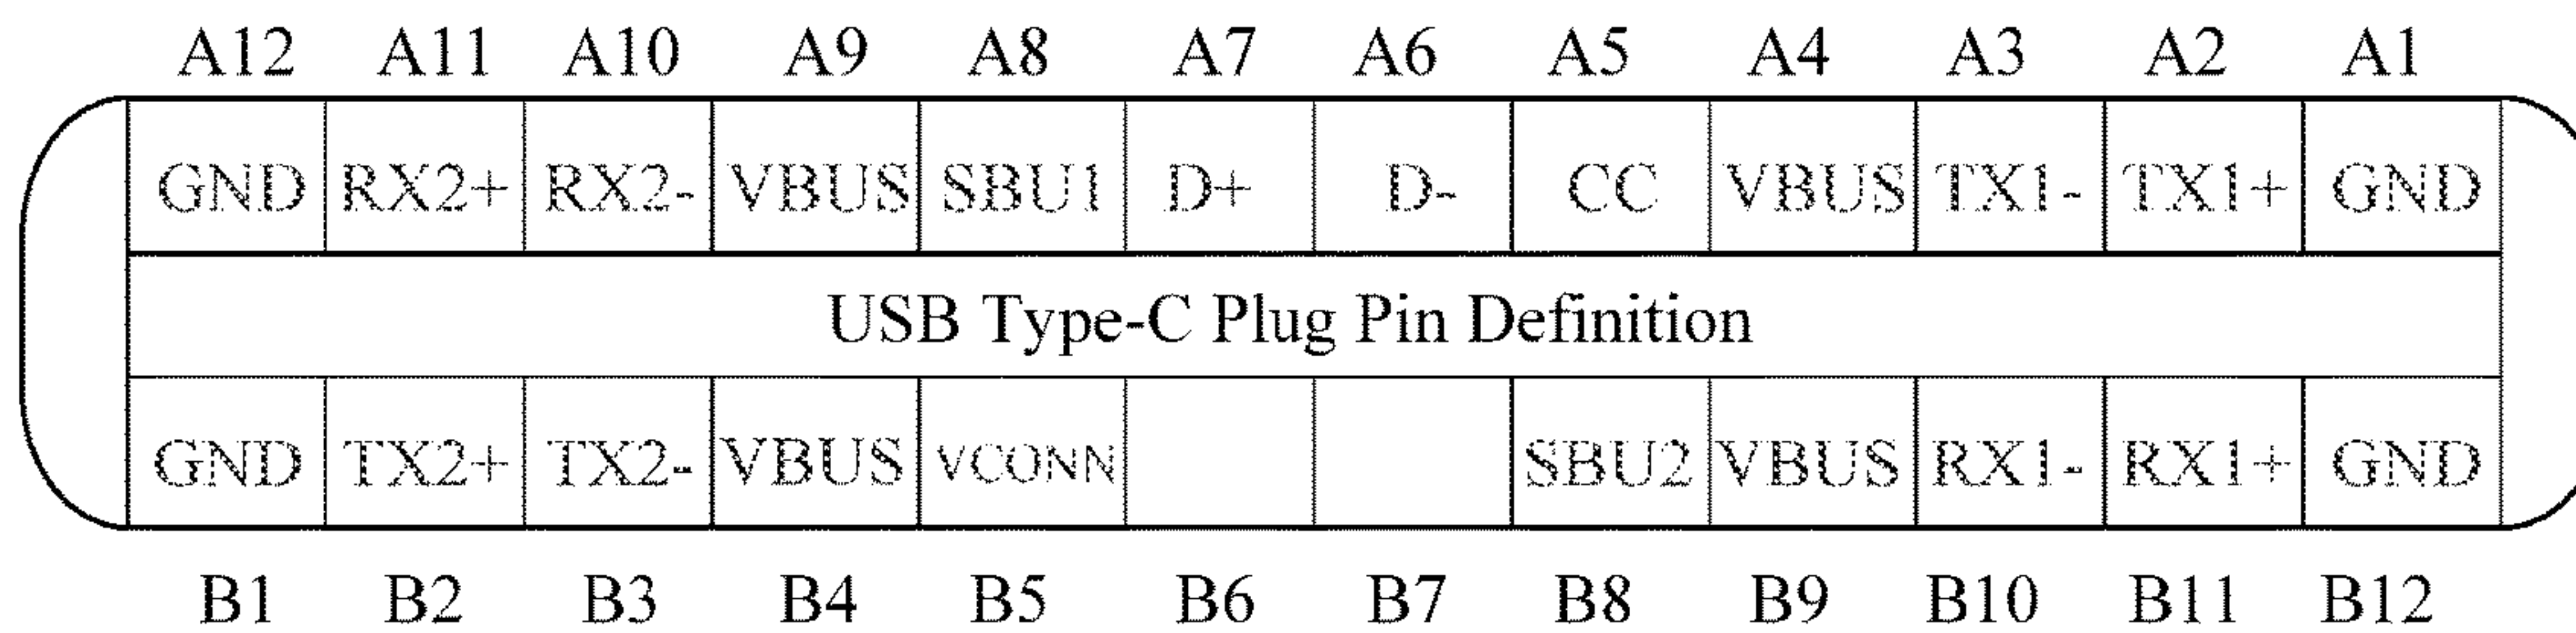 A12 A11 A10 A9 A8 A7 A6 A5 A4 A3 A2 A1
GND RX2+ RX2- VBUS SBU1 D+ D- CC VBUS TX1- TX1+ GND
USB Type-C Plug Pin Definition
GND TX2+ TX2- VBUS VCONN SBU2 VBUS RX1- RX1+ GND
B1 B2 B3 B4 B5 B6 B7 B8 B9 B10 B11 B12